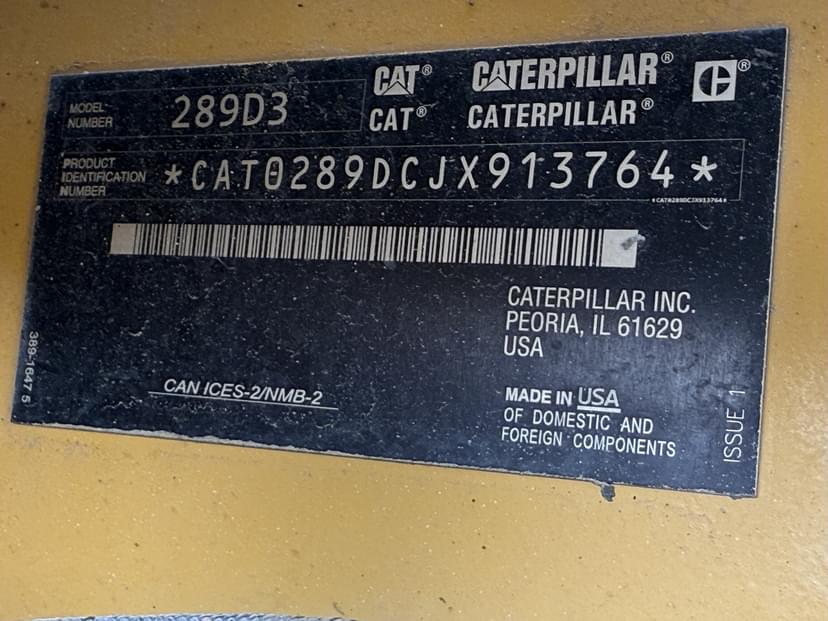 CAT® CATERPILLAR®
CAT® CATERPILLAR®
MODEL
NUMBER
289D3
PRODUCT
IDENTIFICATION
NUMBER
*CAT0289DCJX913764*
*CAT0289DCJX913764*
CATERPILLAR INC.
PEORIA, IL 61629
USA
CAN ICES-2/NMB-2
MADE IN USA
OF DOMESTIC AND
FOREIGN COMPONENTS
389-1647 5
ISSUE 1